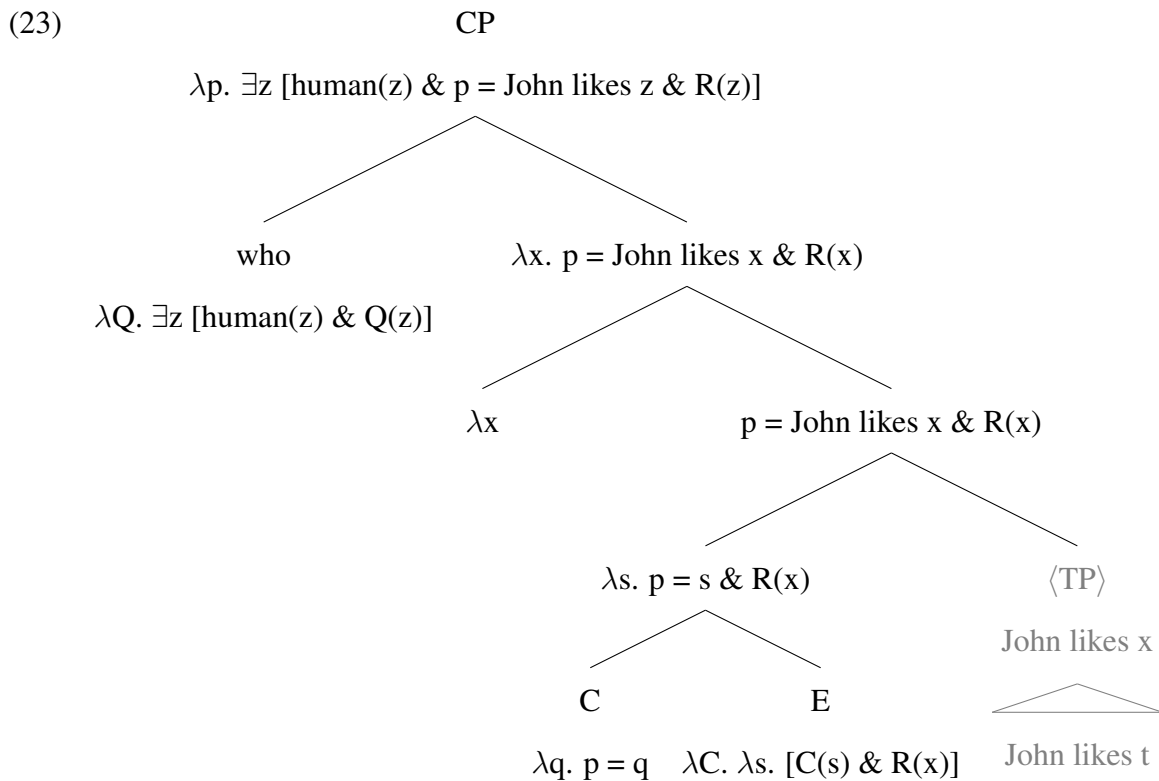 (23) CP
λp. ∃z [human(z) & p = John likes z & R(z)]
who λx. p = John likes x & R(x)
λQ. ∃z [human(z) & Q(z)]
λx p = John likes x & R(x)
λs. p = s & R(x) ⟨TP⟩
John likes x
C E
λq. p = q λC. λs. [C(s) & R(x)] John likes t